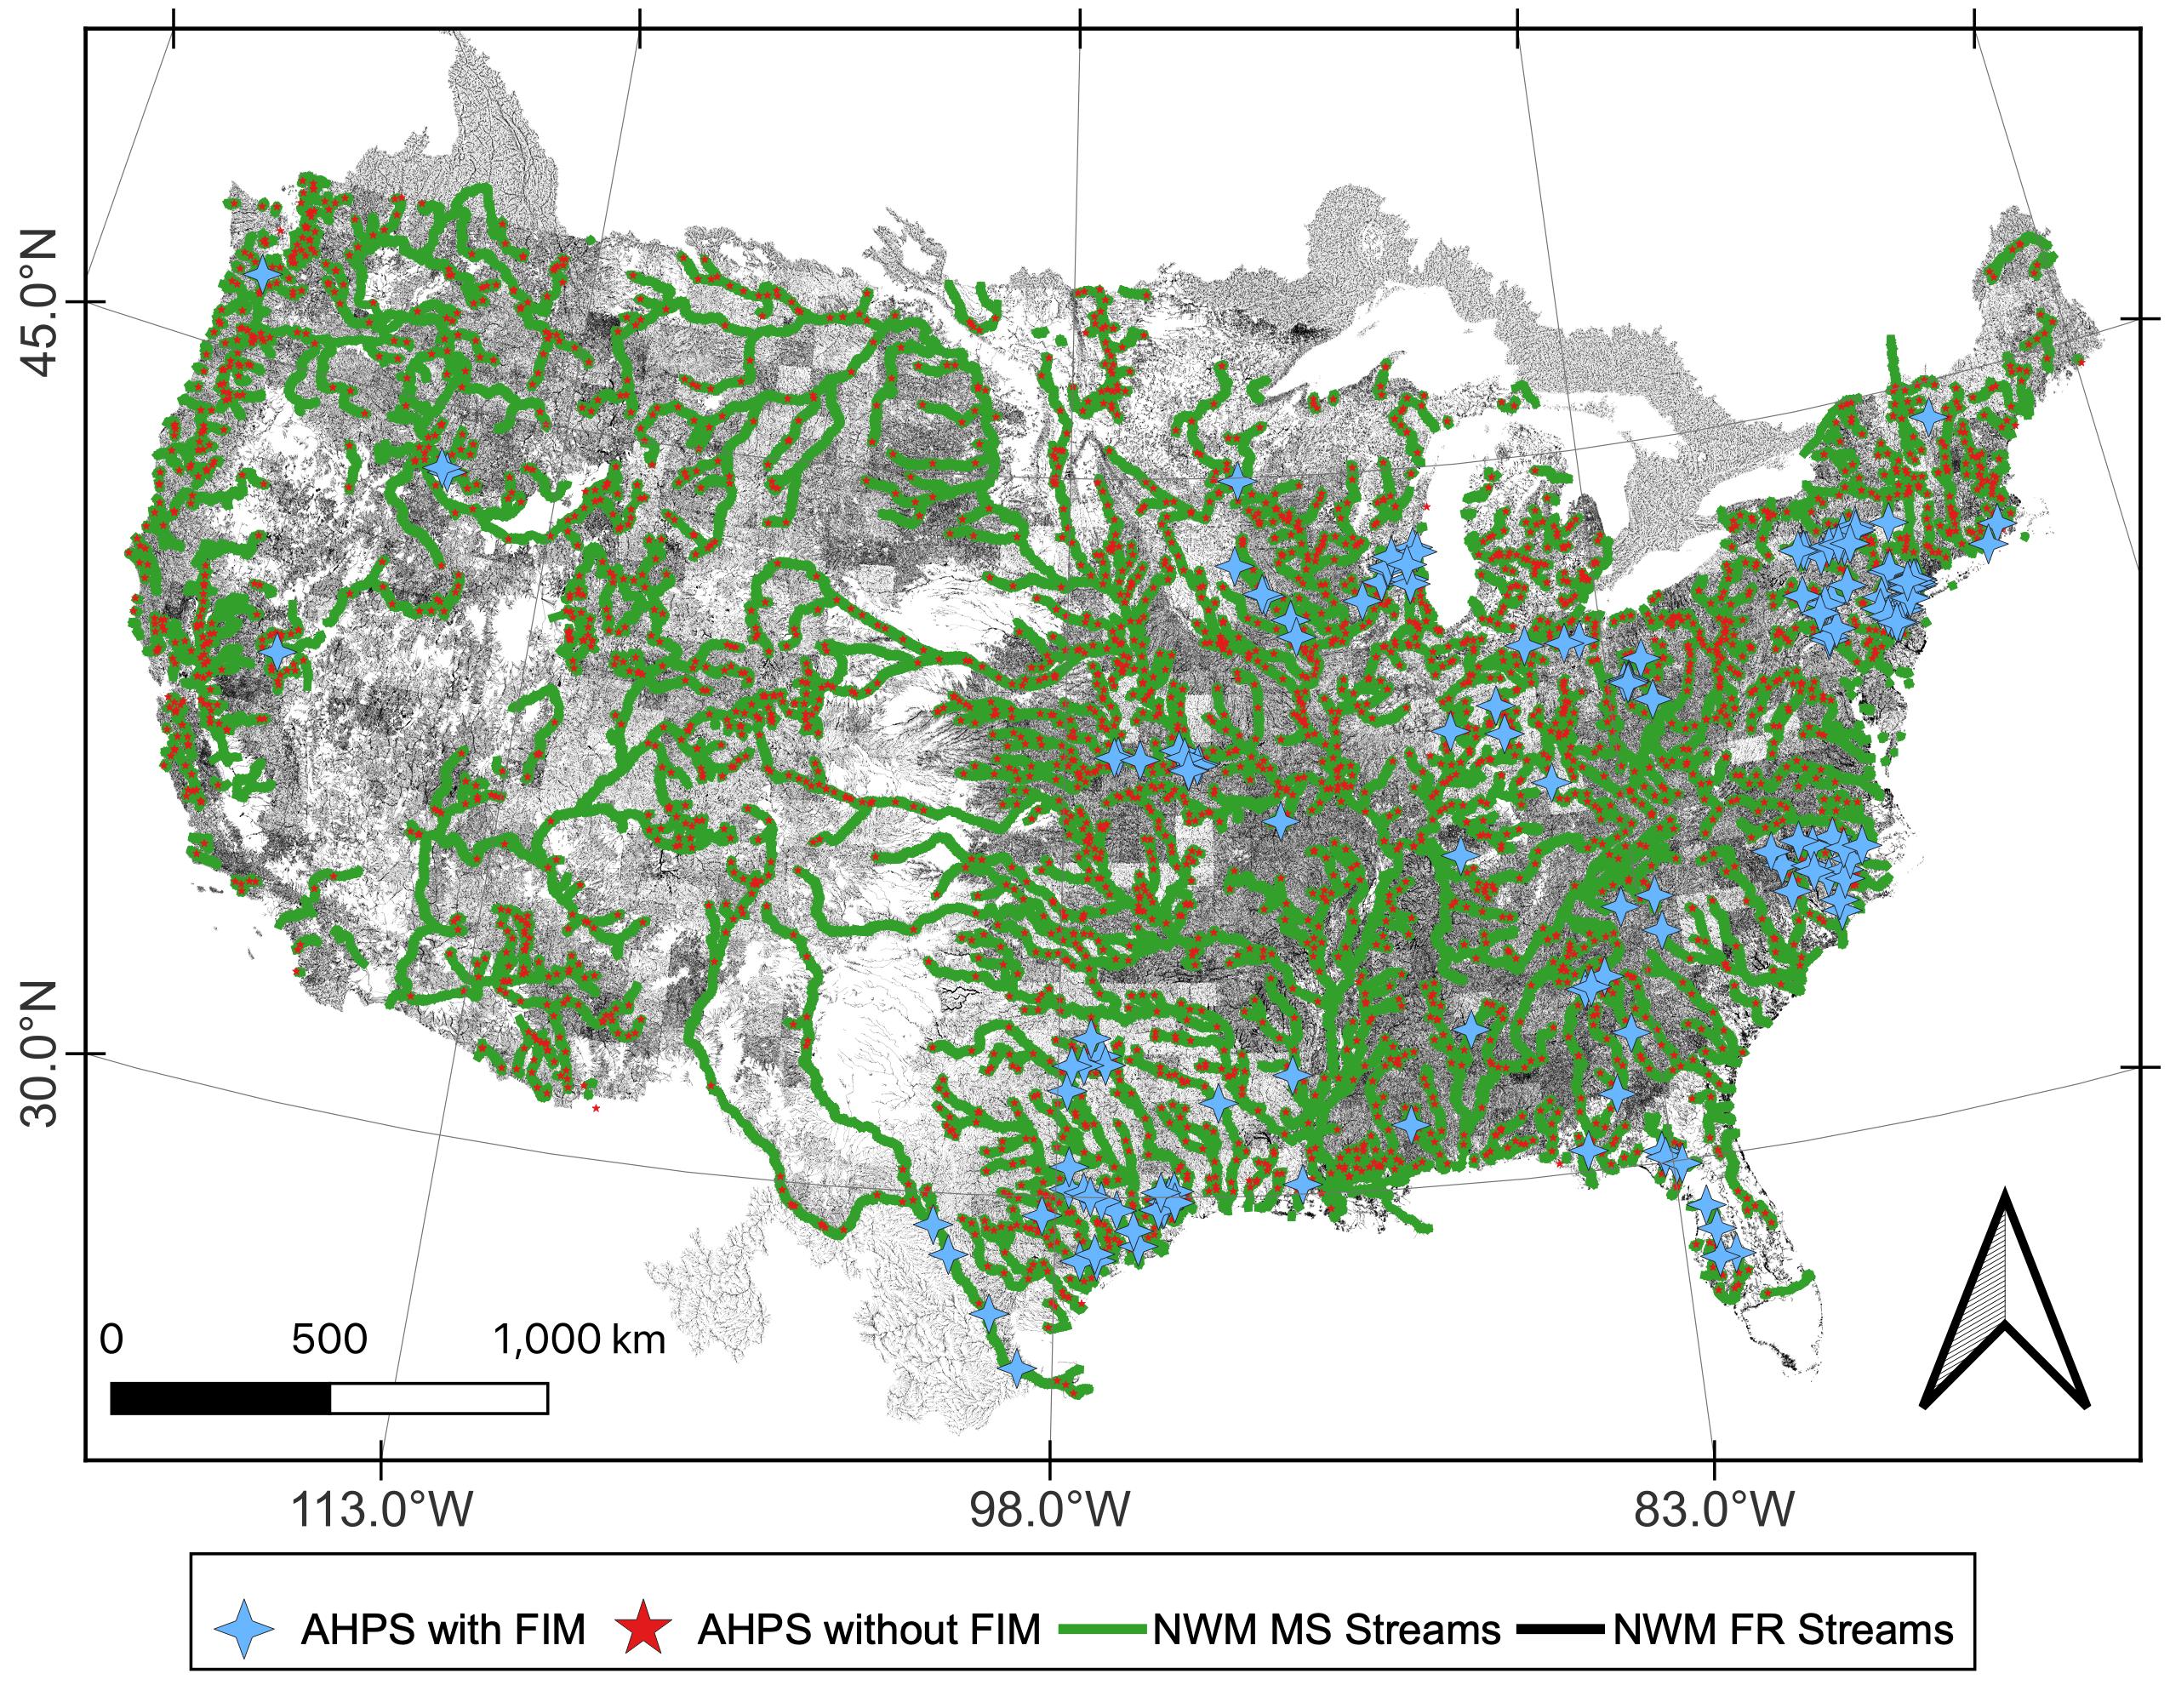 45.0°N
30.0°N
0 500 1,000 km
113.0°W 98.0°W 83.0°W
AHPS with FIM AHPS without FIM NWM MS Streams NWM FR Streams